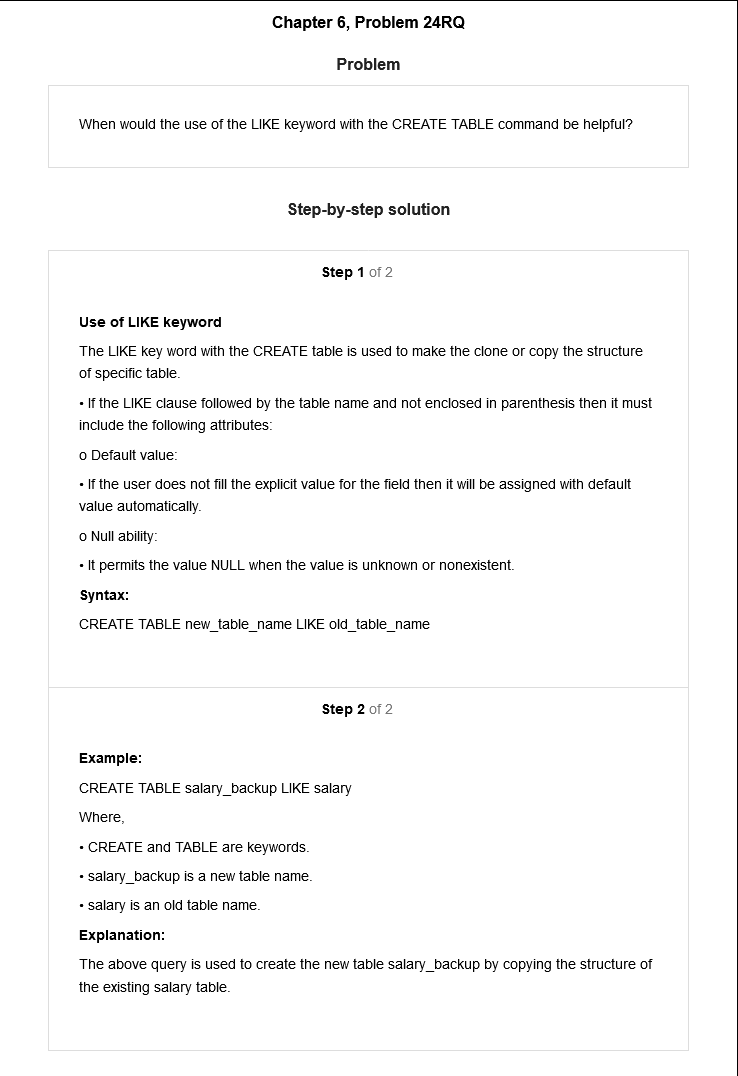 Chapter 6, Problem 24RQ
Problem
When would the use of the LIKE keyword with the CREATE TABLE command be helpful?
Step-by-step solution
Step 1 of 2
Use of LIKE keyword
The LIKE key word with the CREATE table is used to make the clone or copy the structure
of specific table.
• If the LIKE clause followed by the table name and not enclosed in parenthesis then it must
include the following attributes:
o Default value:
• If the user does not fill the explicit value for the field then it will be assigned with default
value automatically.
o Null ability:
• It permits the value NULL when the value is unknown or nonexistent.
Syntax:
CREATE TABLE new_table_name LIKE old_table_name
Step 2 of 2
Example:
CREATE TABLE salary_backup LIKE salary
Where,
• CREATE and TABLE are keywords.
• salary_backup is a new table name.
• salary is an old table name.
Explanation:
The above query is used to create the new table salary_backup by copying the structure of
the existing salary table.